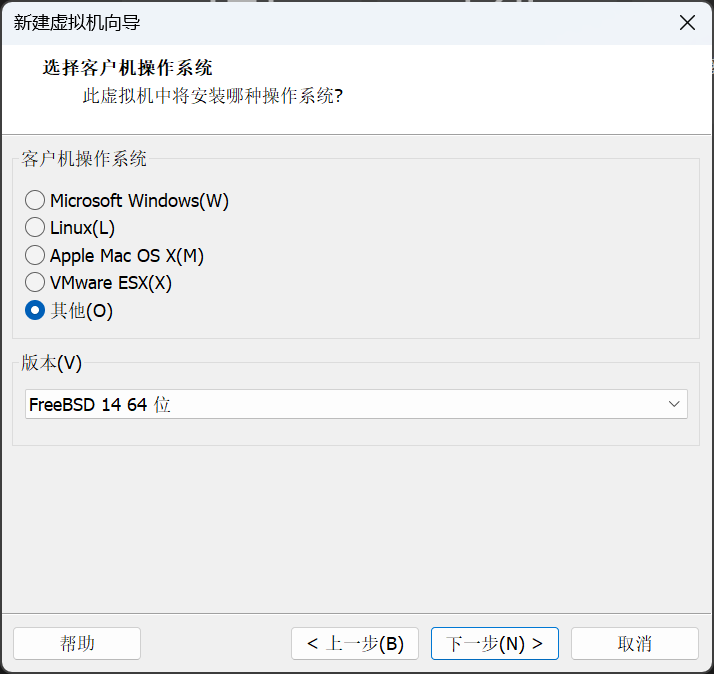 新建虚拟机向导
选择客户机操作系统
此虚拟机中将安装哪种操作系统?
客户机操作系统
Microsoft Windows(W)
Linux(L)
Apple Mac OS X(M)
VMware ESX(X)
其他(O)
版本(V)
FreeBSD 14 64 位
帮助
< 上一步(B)
下一步(N) >
取消